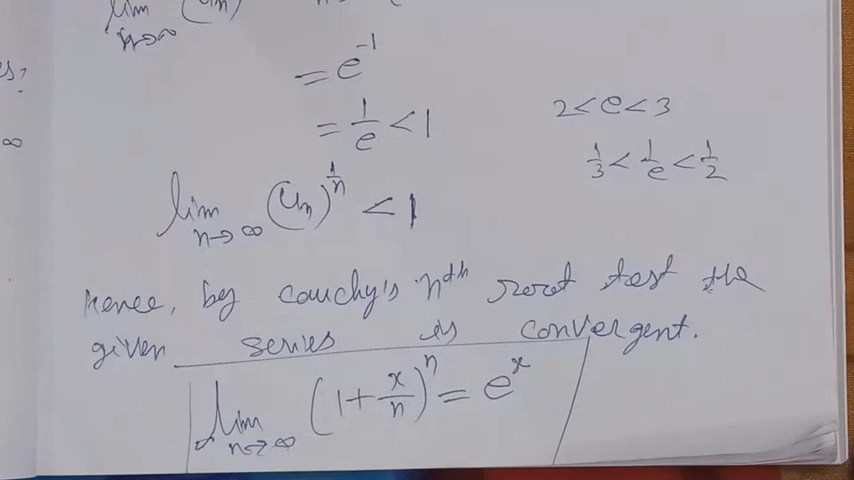 lim n→∞ (un)
= e^-1
= 1/e < 1
2 < e < 3
1/3 < 1/e < 1/2
lim n→∞ (un)^1/n < 1
Hence, by cauchy's nth root test the
given series is convergent.
lim n→∞ (1 + x/n)^n = e^x